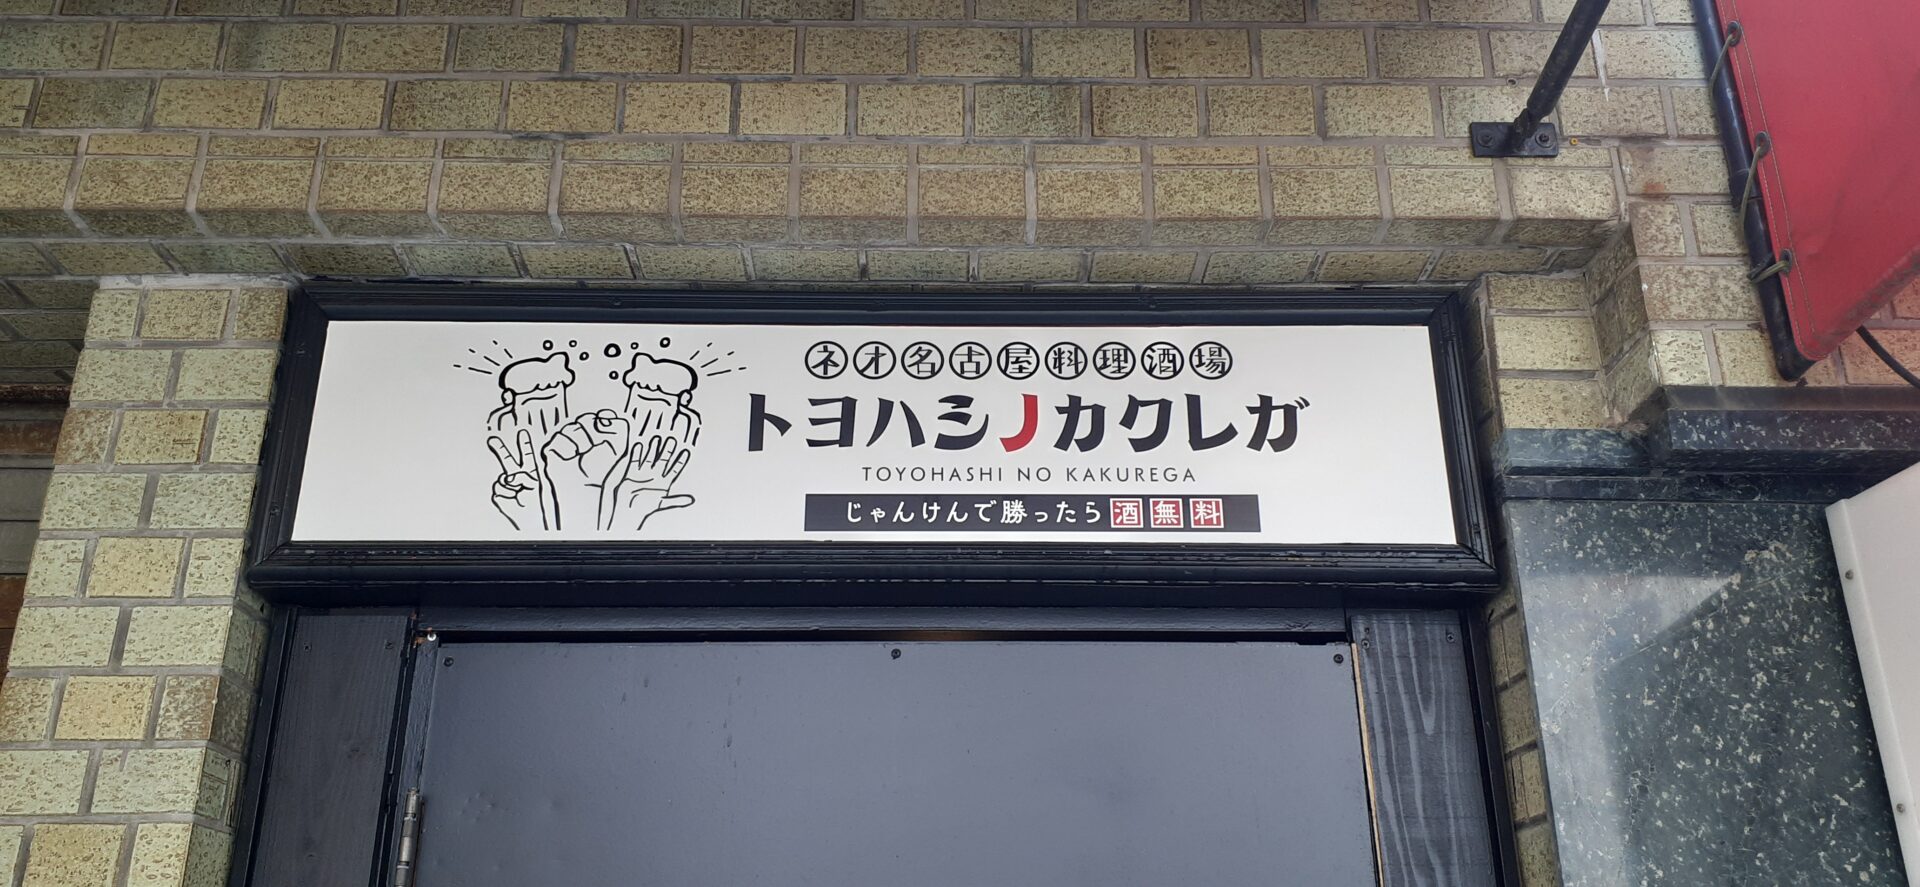 ネオ名古屋料理酒場
トヨハシノカクレガ
TOYOHASHI NO KAKUREGA
じゃんけんで勝ったら酒無料